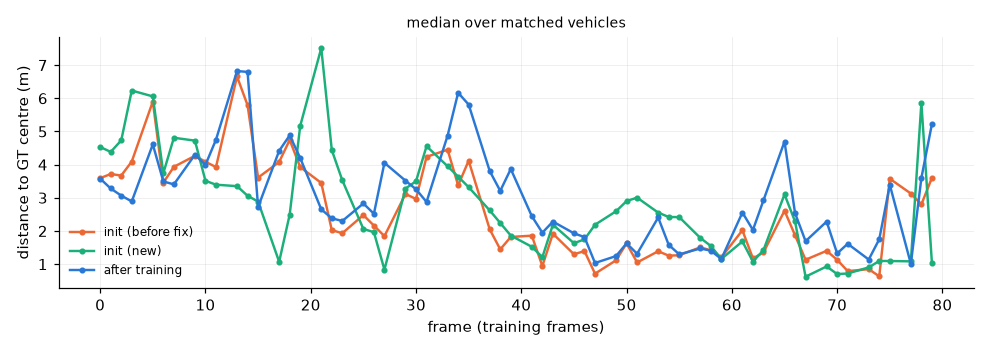 median over matched vehicles
distance to GT centre (m)
7
6
5
4
3
2
1
init (before fix)
init (new)
after training
0 10 20 30 40 50 60 70 80
frame (training frames)